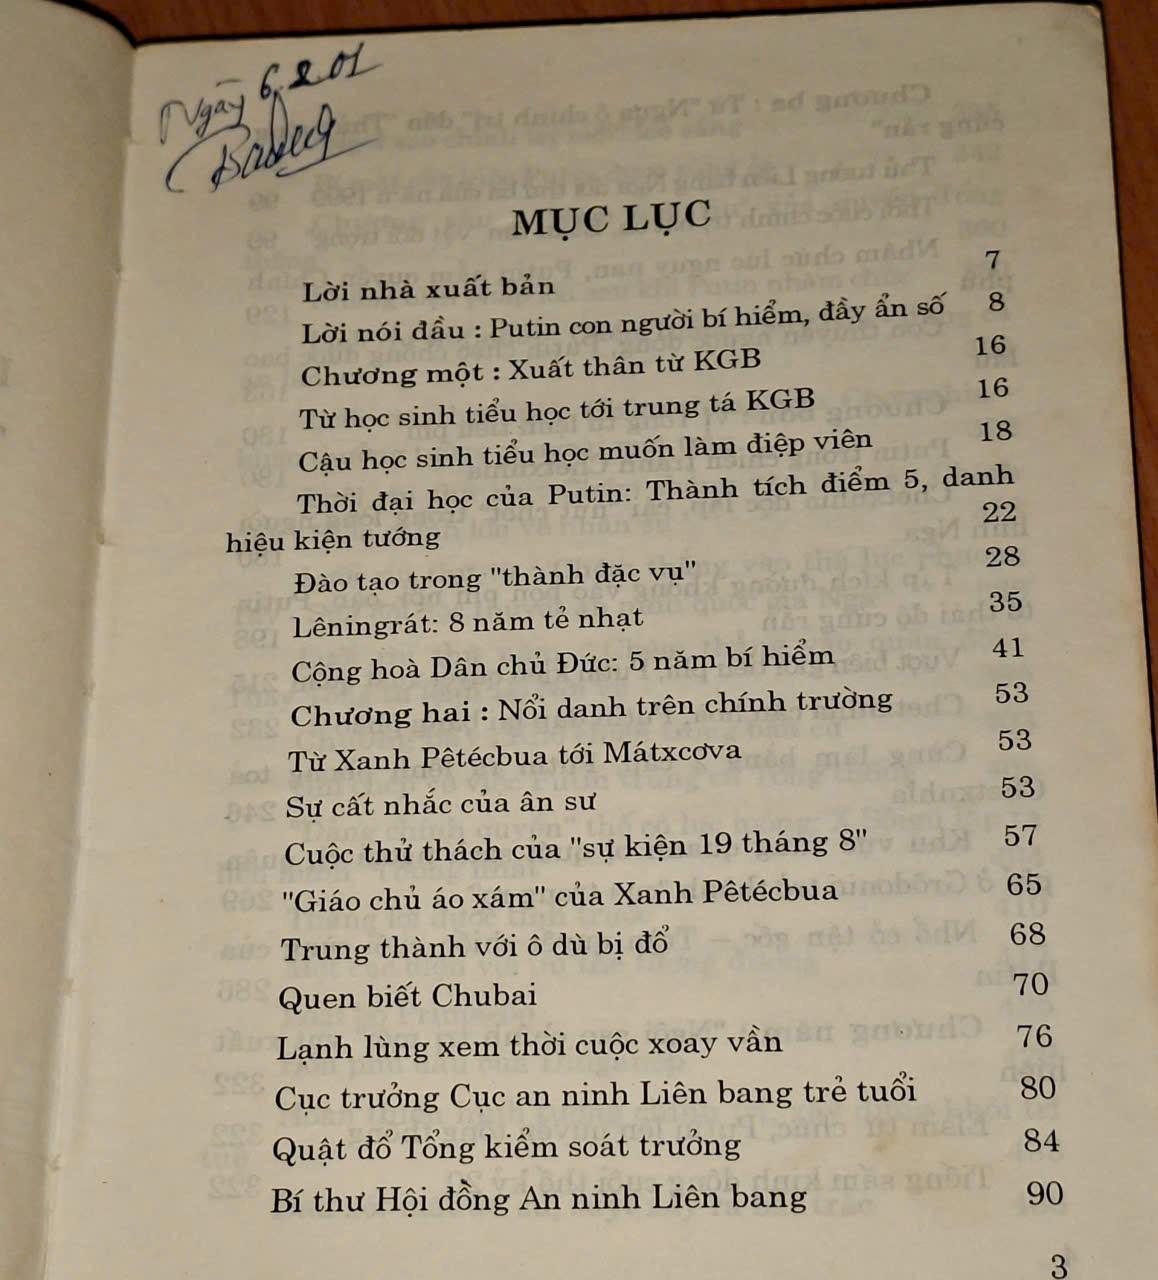 Ngày 6.8.01
MỤC LỤC
Lời nhà xuất bản 7
Lời nói đầu : Putin con người bí hiểm, đầy ẩn số 8
Chương một : Xuất thân từ KGB 16
Từ học sinh tiểu học tới trung tá KGB 16
Cậu học sinh tiểu học muốn làm điệp viên 18
Thời đại học của Putin: Thành tích điểm 5, danh
hiệu kiện tướng 22
Đào tạo trong "thành đặc vụ" 28
Lêningrát: 8 năm tẻ nhạt 35
Cộng hoà Dân chủ Đức: 5 năm bí hiểm 41
Chương hai : Nổi danh trên chính trường 53
Từ Xanh Pêtécbua tới Mátxcơva 53
Sự cất nhắc của ân sư 53
Cuộc thử thách của "sự kiện 19 tháng 8" 57
"Giáo chủ áo xám" của Xanh Pêtécbua 65
Trung thành với ô dù bị đổ 68
Quen biết Chubai 70
Lạnh lùng xem thời cuộc xoay vần 76
Cục trưởng Cục an ninh Liên bang trẻ tuổi 80
Quật đổ Tổng kiểm soát trưởng 84
Bí thư Hội đồng An ninh Liên bang 90
3